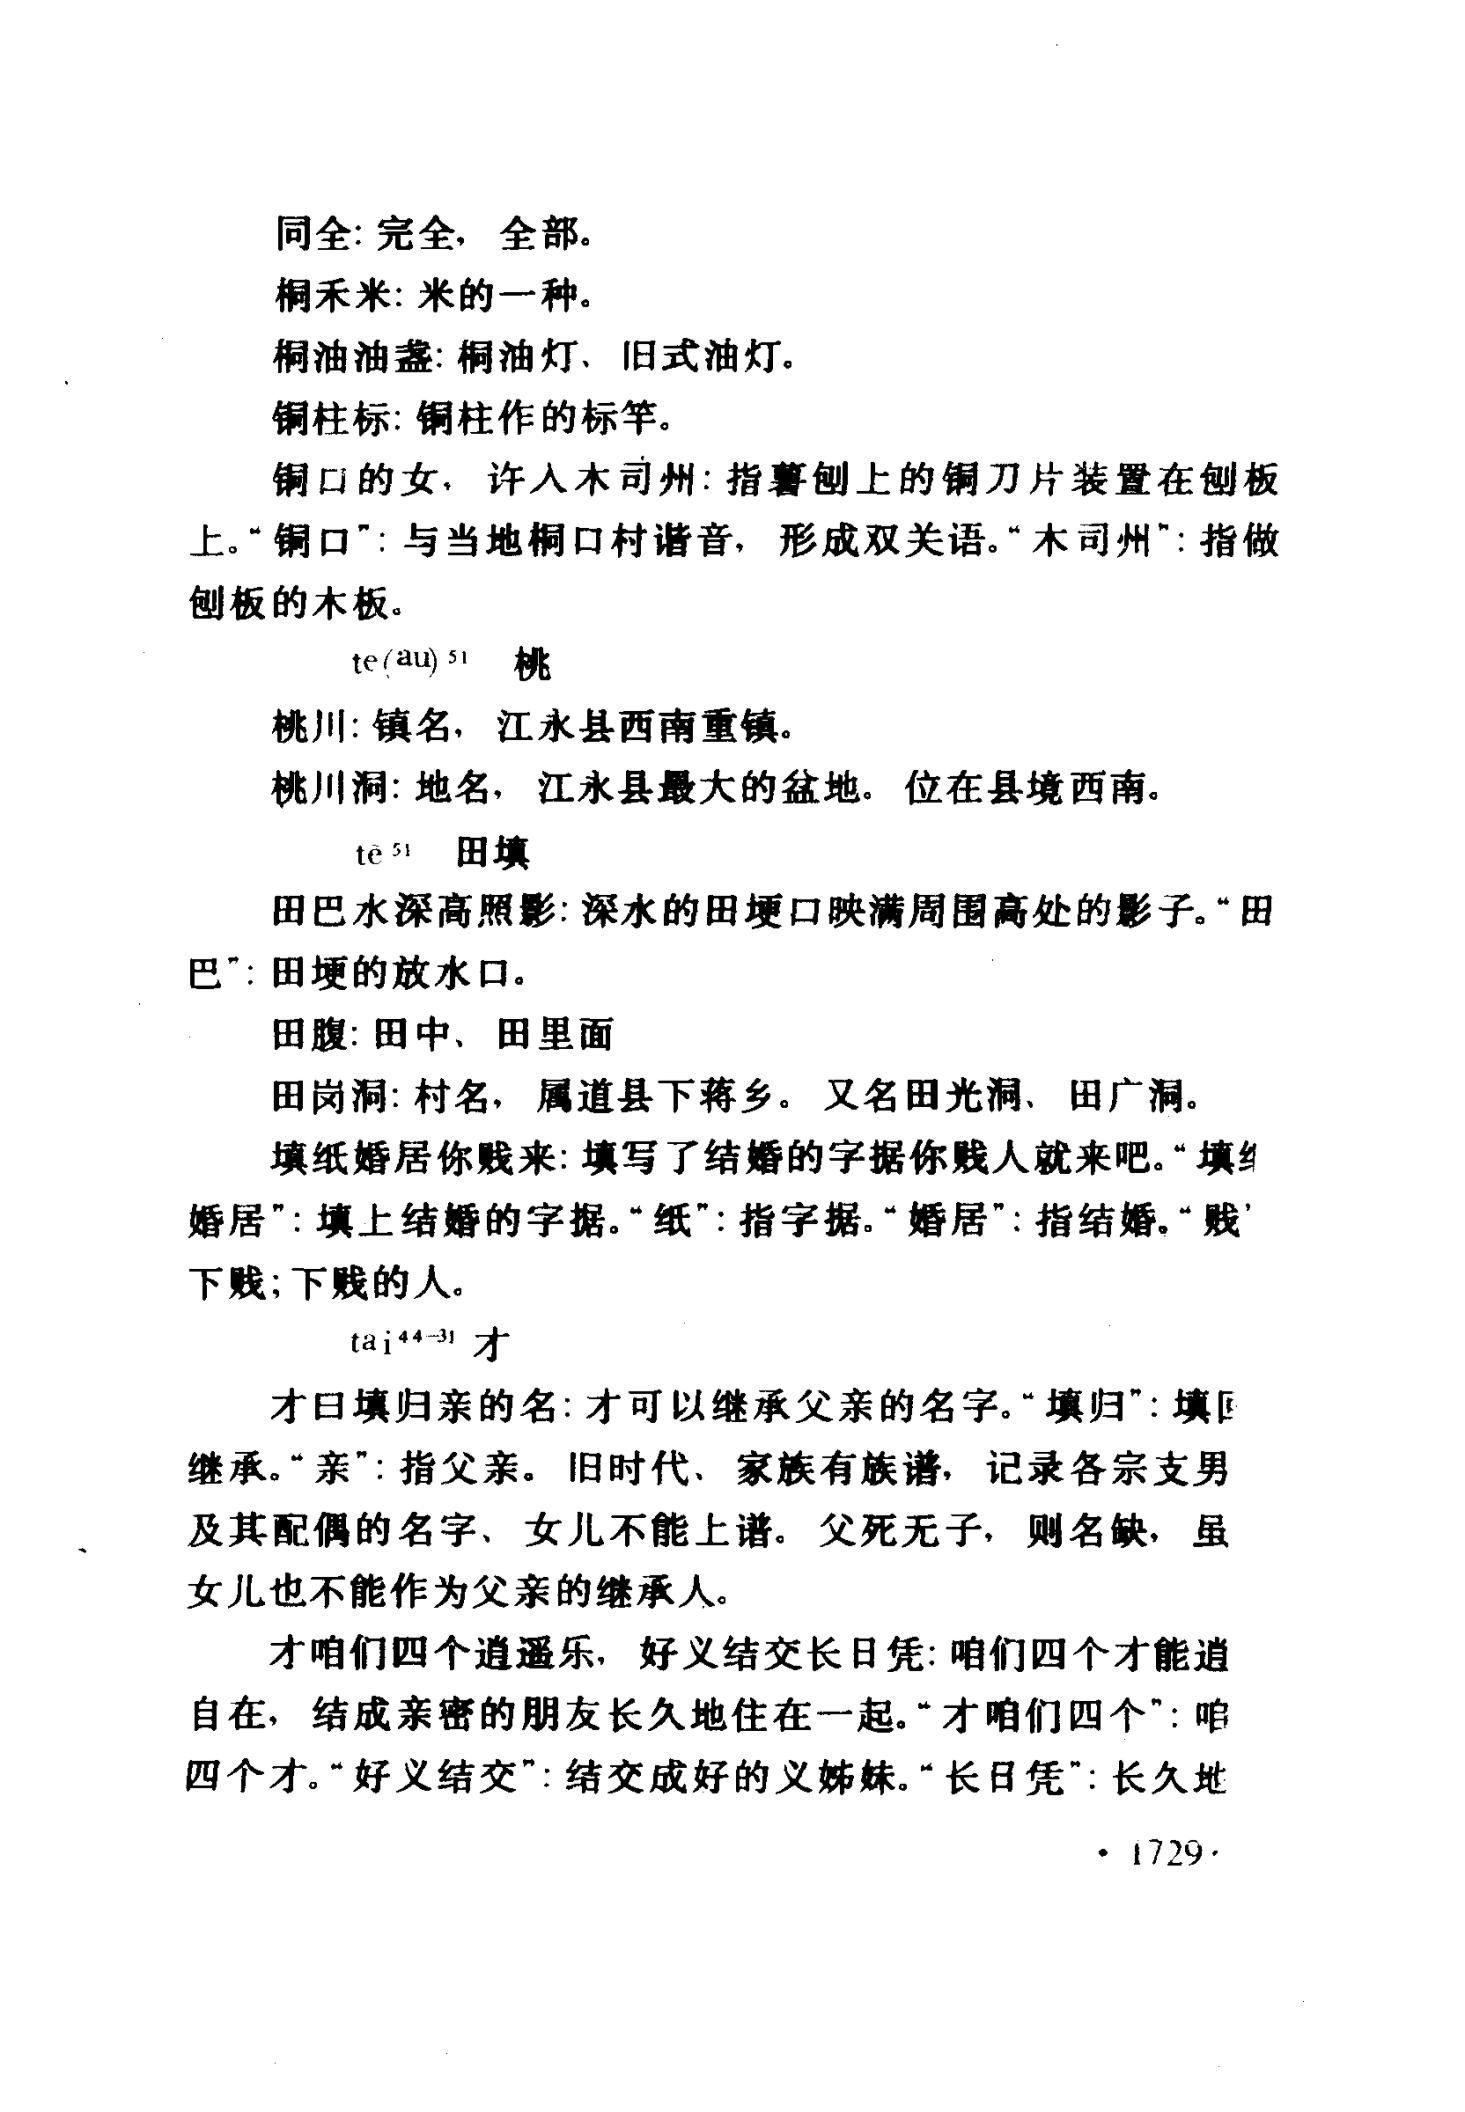 同全: 完全, 全部。
桐禾米: 米的一种。
桐油油盏: 桐油灯、旧式油灯。
铜柱标: 铜柱作的标竿。
铜口的女, 许入木司州: 指薯刨上的铜刀片装置在刨板
上。“铜口”: 与当地桐口村谐音, 形成双关语。“木司州”: 指做
刨板的木板。
te(au)⁵¹ 桃
桃川: 镇名, 江永县西南重镇。
桃川洞: 地名, 江永县最大的盆地。位在县境西南。
tė⁵¹ 田填
田巴水深高照影: 深水的田埂口映满周围高处的影子。“田
巴”: 田埂的放水口。
田腹: 田中、田里面
田岗洞: 村名, 属道县下蒋乡。又名田光洞、田广洞。
填纸婚居你贱来: 填写了结婚的字据你贱人就来吧。“填
婚居”: 填上结婚的字据。“纸”: 指字据。“婚居”: 指结婚。“贱”
下贱; 下贱的人。
tai⁴⁴⁻³¹ 才
才曰填归亲的名: 才可以继承父亲的名字。“填归”: 填
继承。“亲”: 指父亲。旧时代、家族有族谱, 记录各宗支男
及其配偶的名字、女儿不能上谱。父死无子, 则名缺, 虽
女儿也不能作为父亲的继承人。
才咱们四个逍遥乐, 好义结交长日凭: 咱们四个才能逍
自在, 结成亲密的朋友长久地住在一起。“才咱们四个”: 咱
四个才。“好义结交”: 结交成好的义姊妹。“长日凭”: 长久地
· 1729 ·